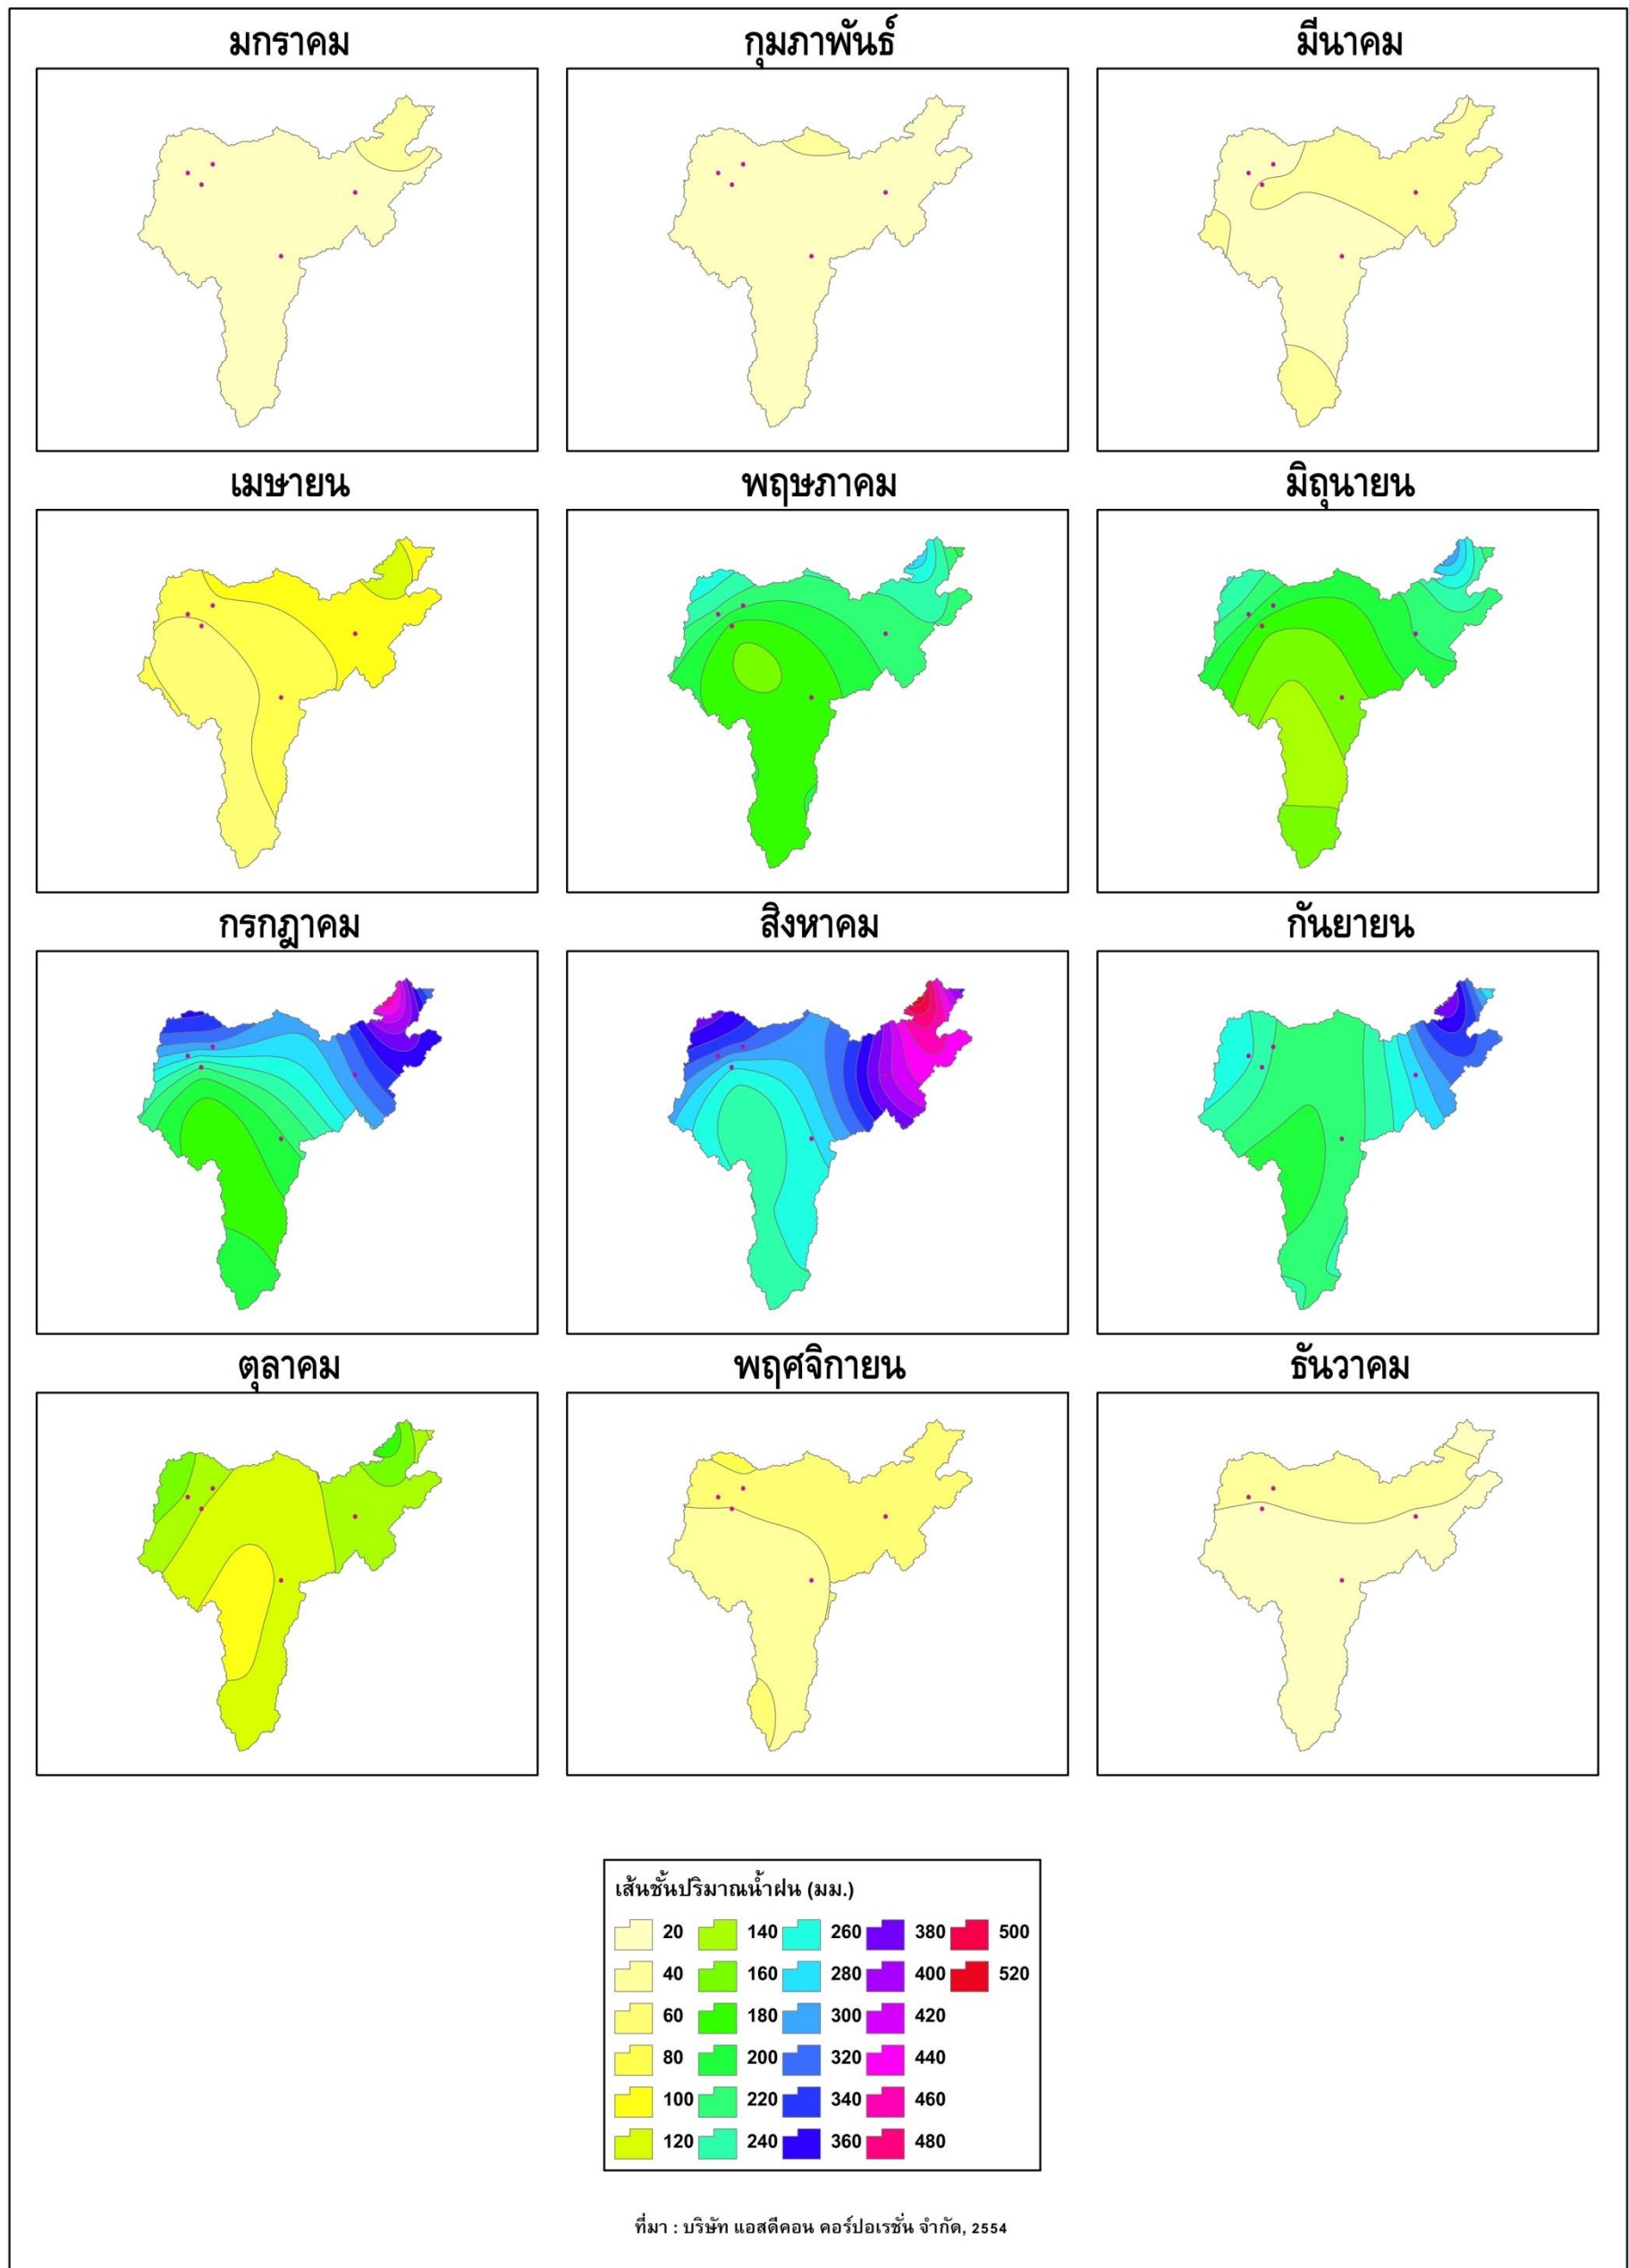 มกราคม กุมภาพันธ์ มีนาคม
เมษายน พฤษภาคม มิถุนายน
กรกฎาคม สิงหาคม กันยายน
ตุลาคม พฤศจิกายน ธันวาคม
เส้นชั้นปริมาณน้ำฝน (มม.)
20 140 260 380 500
40 160 280 400 520
60 180 300 420
80 200 320 440
100 220 340 460
120 240 360 480
ที่มา : บริษัท แอสดีคอน คอร์ปอเรชั่น จำกัด, 2554